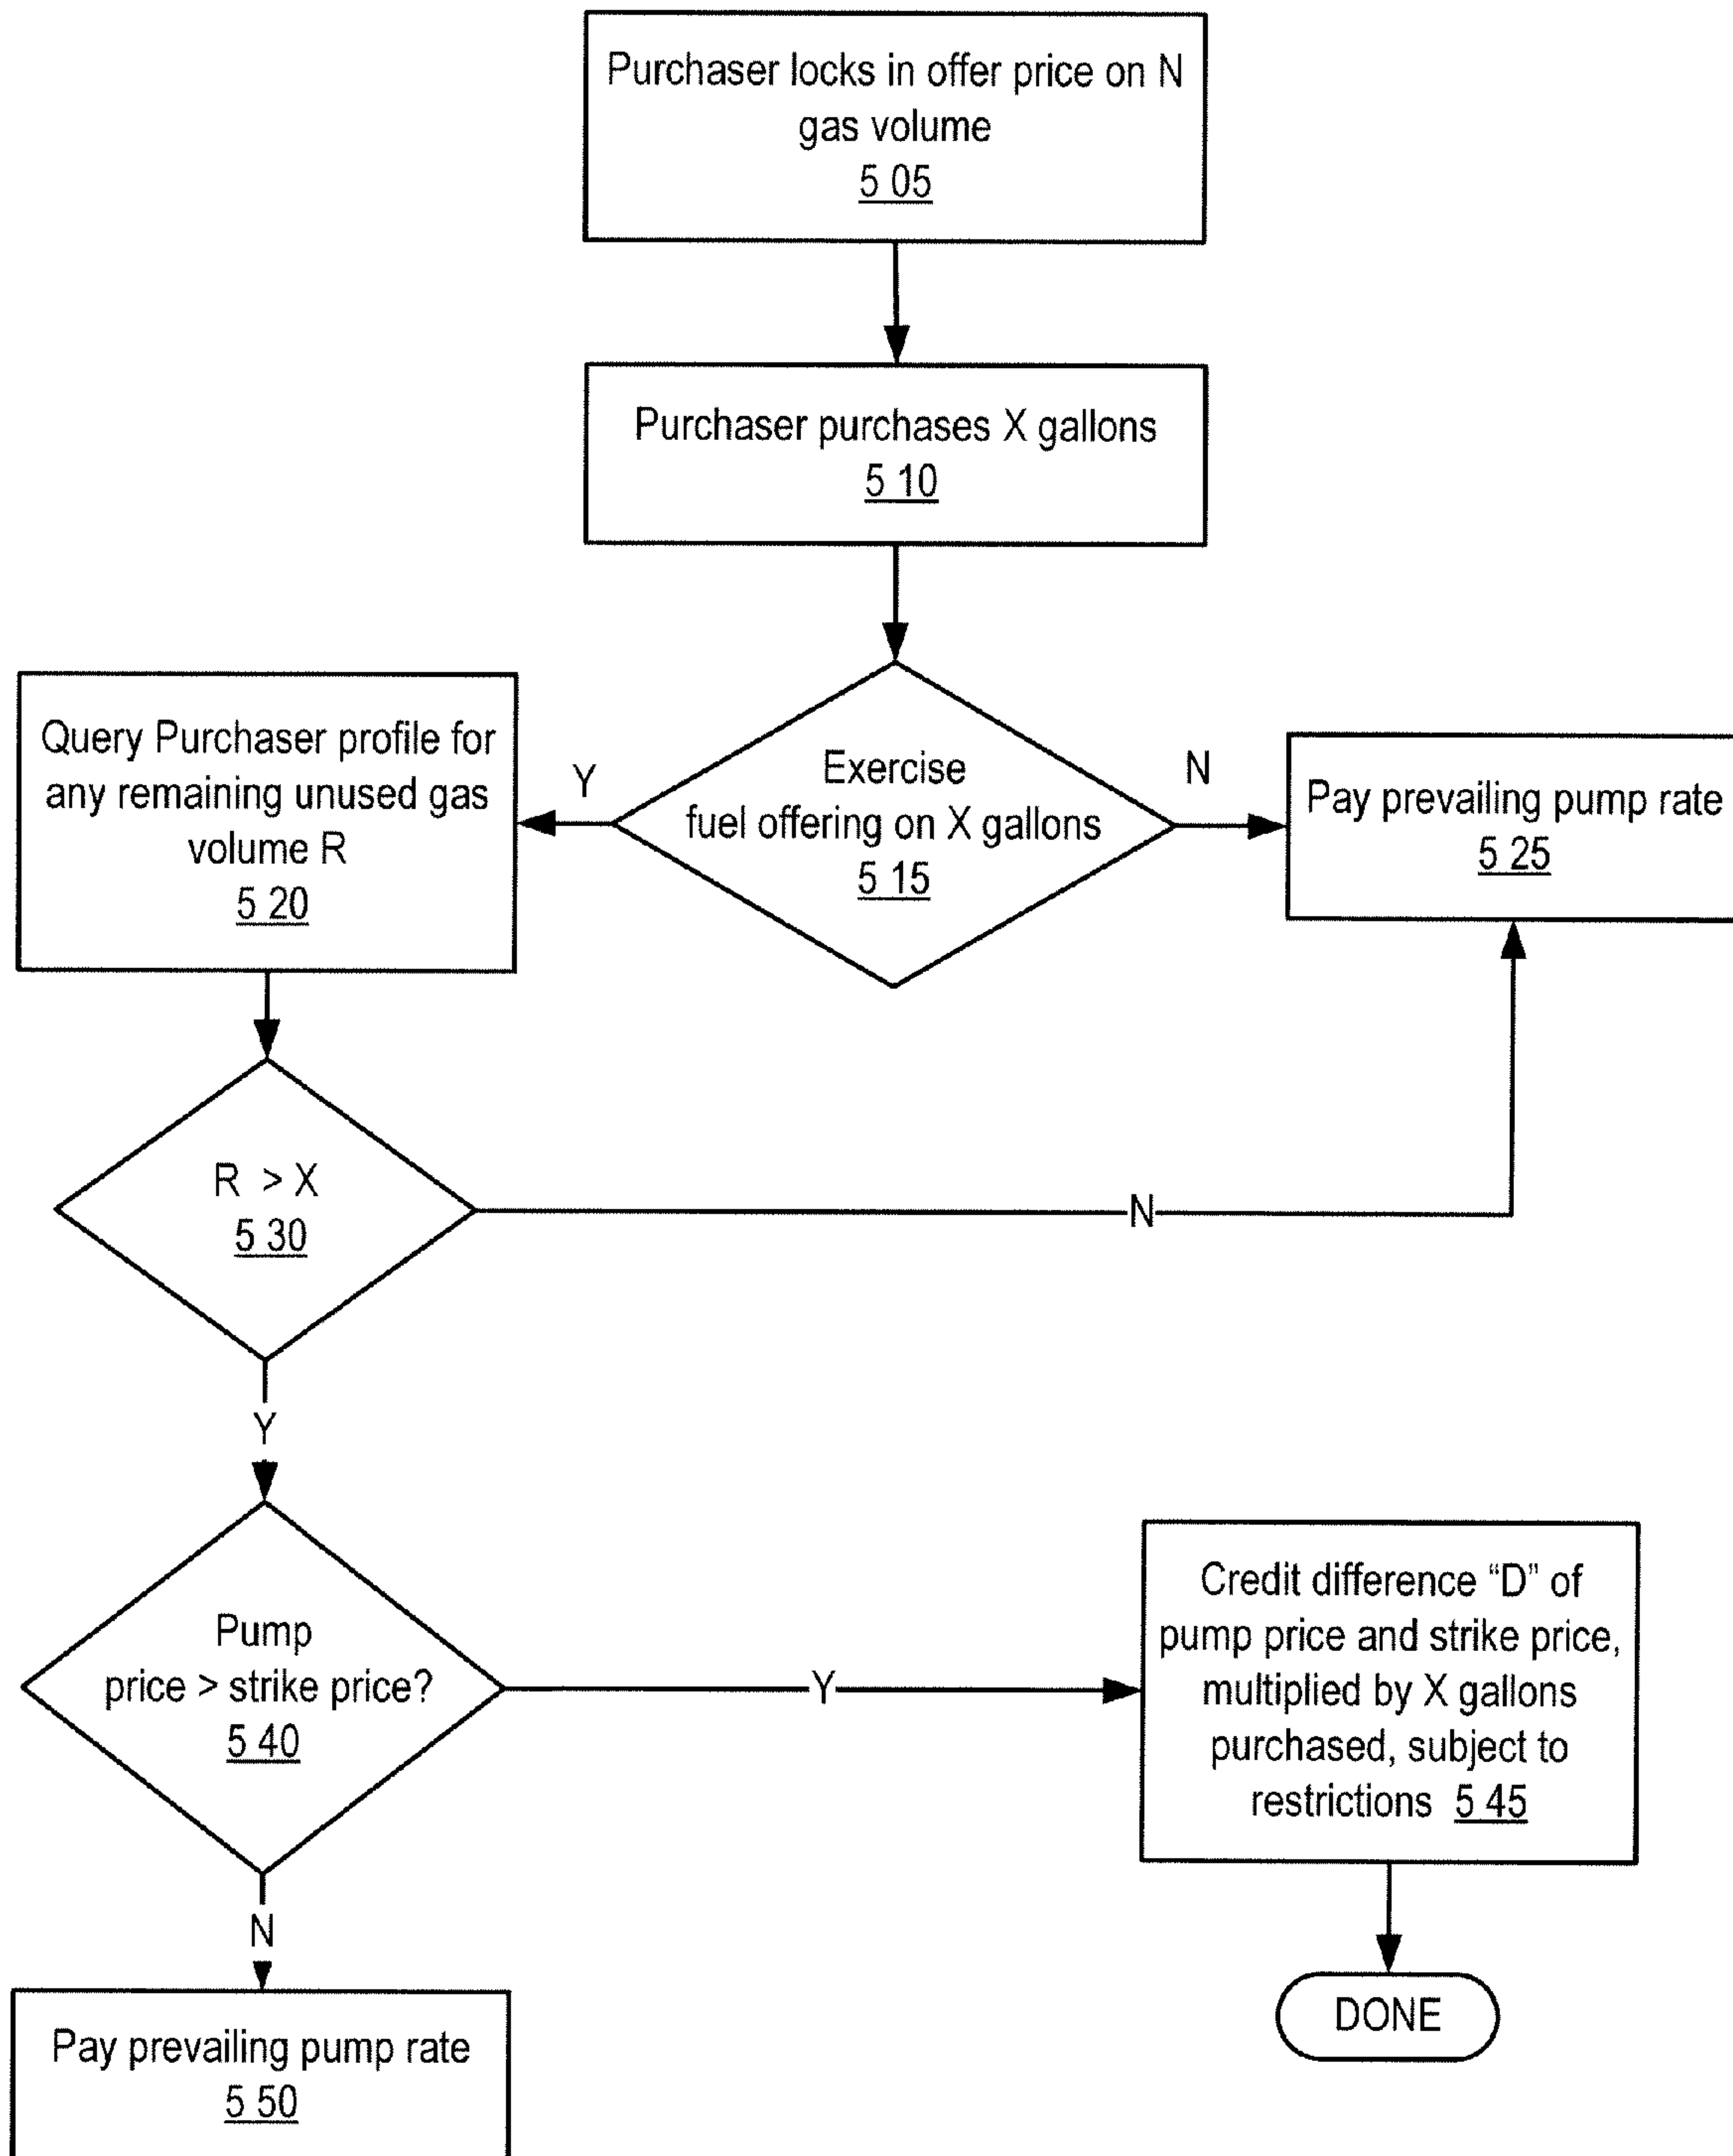 Purchaser locks in offer price on N
gas volume
5 05
Purchaser purchases X gallons
5 10
Exercise
fuel offering on X gallons
5 15
Y
N
Query Purchaser profile for
any remaining unused gas
volume R
5 20
Pay prevailing pump rate
5 25
R > X
5 30
N
Y
Pump
price > strike price?
5 40
Y
Credit difference “D” of
pump price and strike price,
multiplied by X gallons
purchased, subject to
restrictions 5 45
N
DONE
Pay prevailing pump rate
5 50